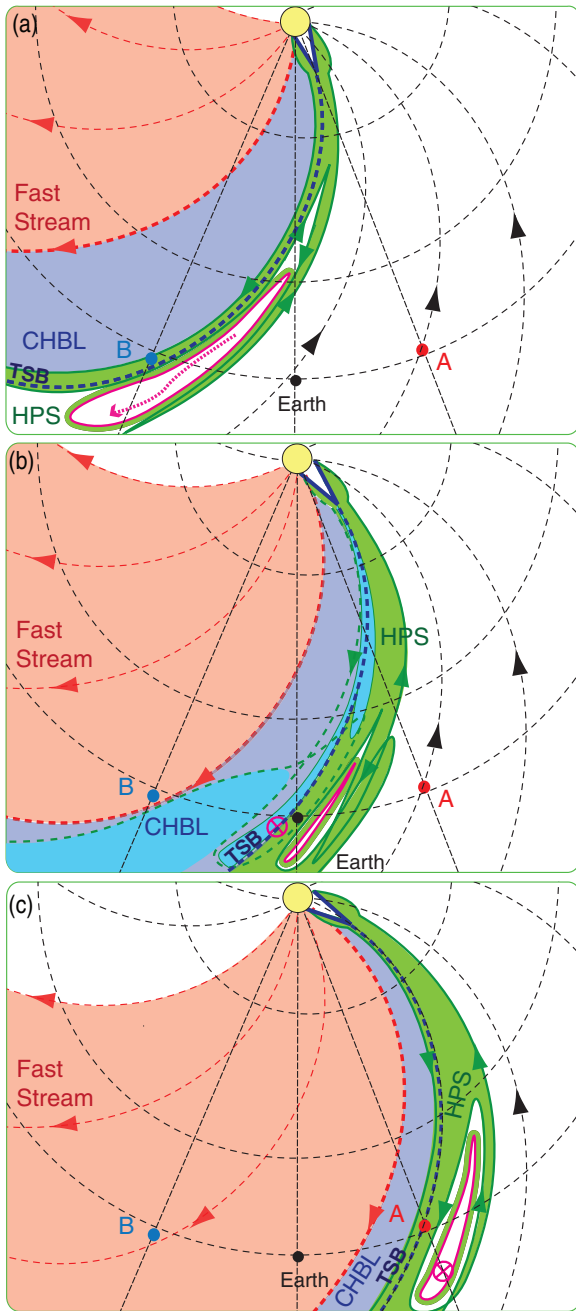 (a)
Fast
Stream
CHBL
B
TSB
HPS
Earth
A
(b)
HPS
Fast
Stream
B
A
CHBL
TSB
Earth
(c)
HPS
Fast
Stream
A
B
Earth
CHBL
TSB